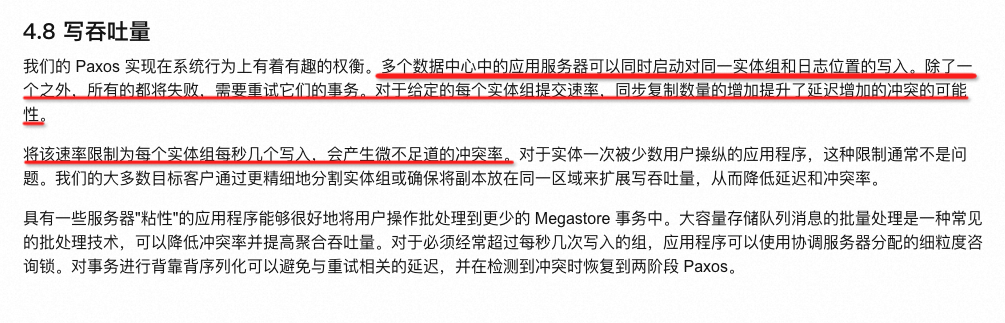 4.8 写吞吐量
我们的 Paxos 实现在系统行为上有着有趣的权衡。多个数据中心中的应用服务器可以同时启动对同一实体组和日志位置的写入。除了一
个之外，所有的都将失败，需要重试它们的事务。对于给定的每个实体组提交速率，同步复制数量的增加提升了延迟增加的冲突的可能
性。
将该速率限制为每个实体组每秒几个写入，会产生微不足道的冲突率。对于实体一次被少数用户操纵的应用程序，这种限制通常不是问
题。我们的大多数目标客户通过更精细地分割实体组或确保将副本放在同一区域来扩展写吞吐量，从而降低延迟和冲突率。
具有一些服务器"粘性"的应用程序能够很好地将用户操作批处理到更少的 Megastore 事务中。大容量存储队列消息的批量处理是一种常见
的批处理技术，可以降低冲突率并提高聚合吞吐量。对于必须经常超过每秒几次写入的组，应用程序可以使用协调服务器分配的细粒度咨
询锁。对事务进行背靠背序列化可以避免与重试相关的延迟，并在检测到冲突时恢复到两阶段 Paxos。